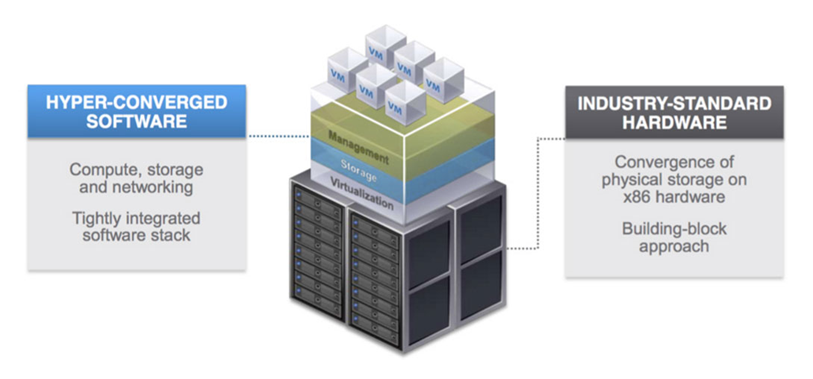 HYPER-CONVERGED
SOFTWARE
Compute, storage
and networking
Tightly integrated
software stack
VM
VM
VM
VM
VM
VM
Management
Storage
Virtualization
INDUSTRY-STANDARD
HARDWARE
Convergence of
physical storage on
x86 hardware
Building-block
approach